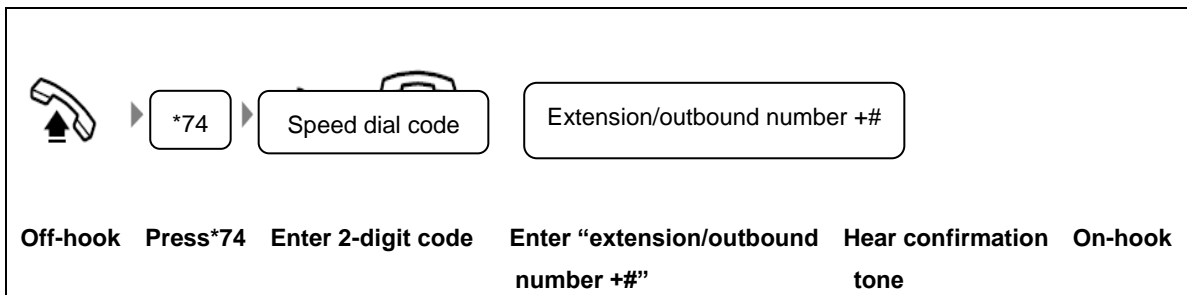 *74 Speed dial code Extension/outbound number +#
Off-hook Press*74 Enter 2-digit code Enter “extension/outbound Hear confirmation On-hook
number +#” tone